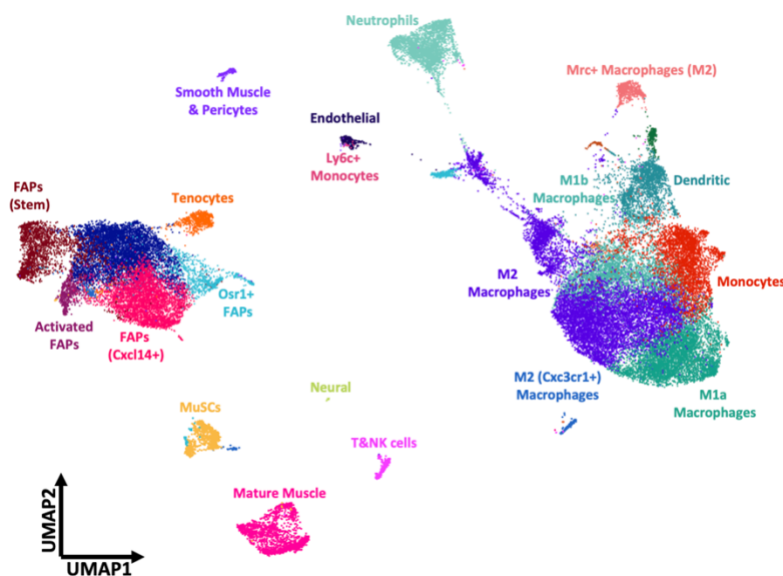 Neutrophils
Mrc+ Macrophages (M2)
Smooth Muscle
& Pericytes
Endothelial
Ly6c+
Monocytes
M1b
Macrophages
Dendritic
FAPs
(Stem)
Tenocytes
M2
Macrophages
Monocytes
Osr1+
FAPs
Activated
FAPs
FAPs
(Cxcl14+)
M2 (Cxc3cr1+)
Macrophages
M1a
Macrophages
Neural
MuSCs
T&NK cells
Mature Muscle
UMAP2
UMAP1